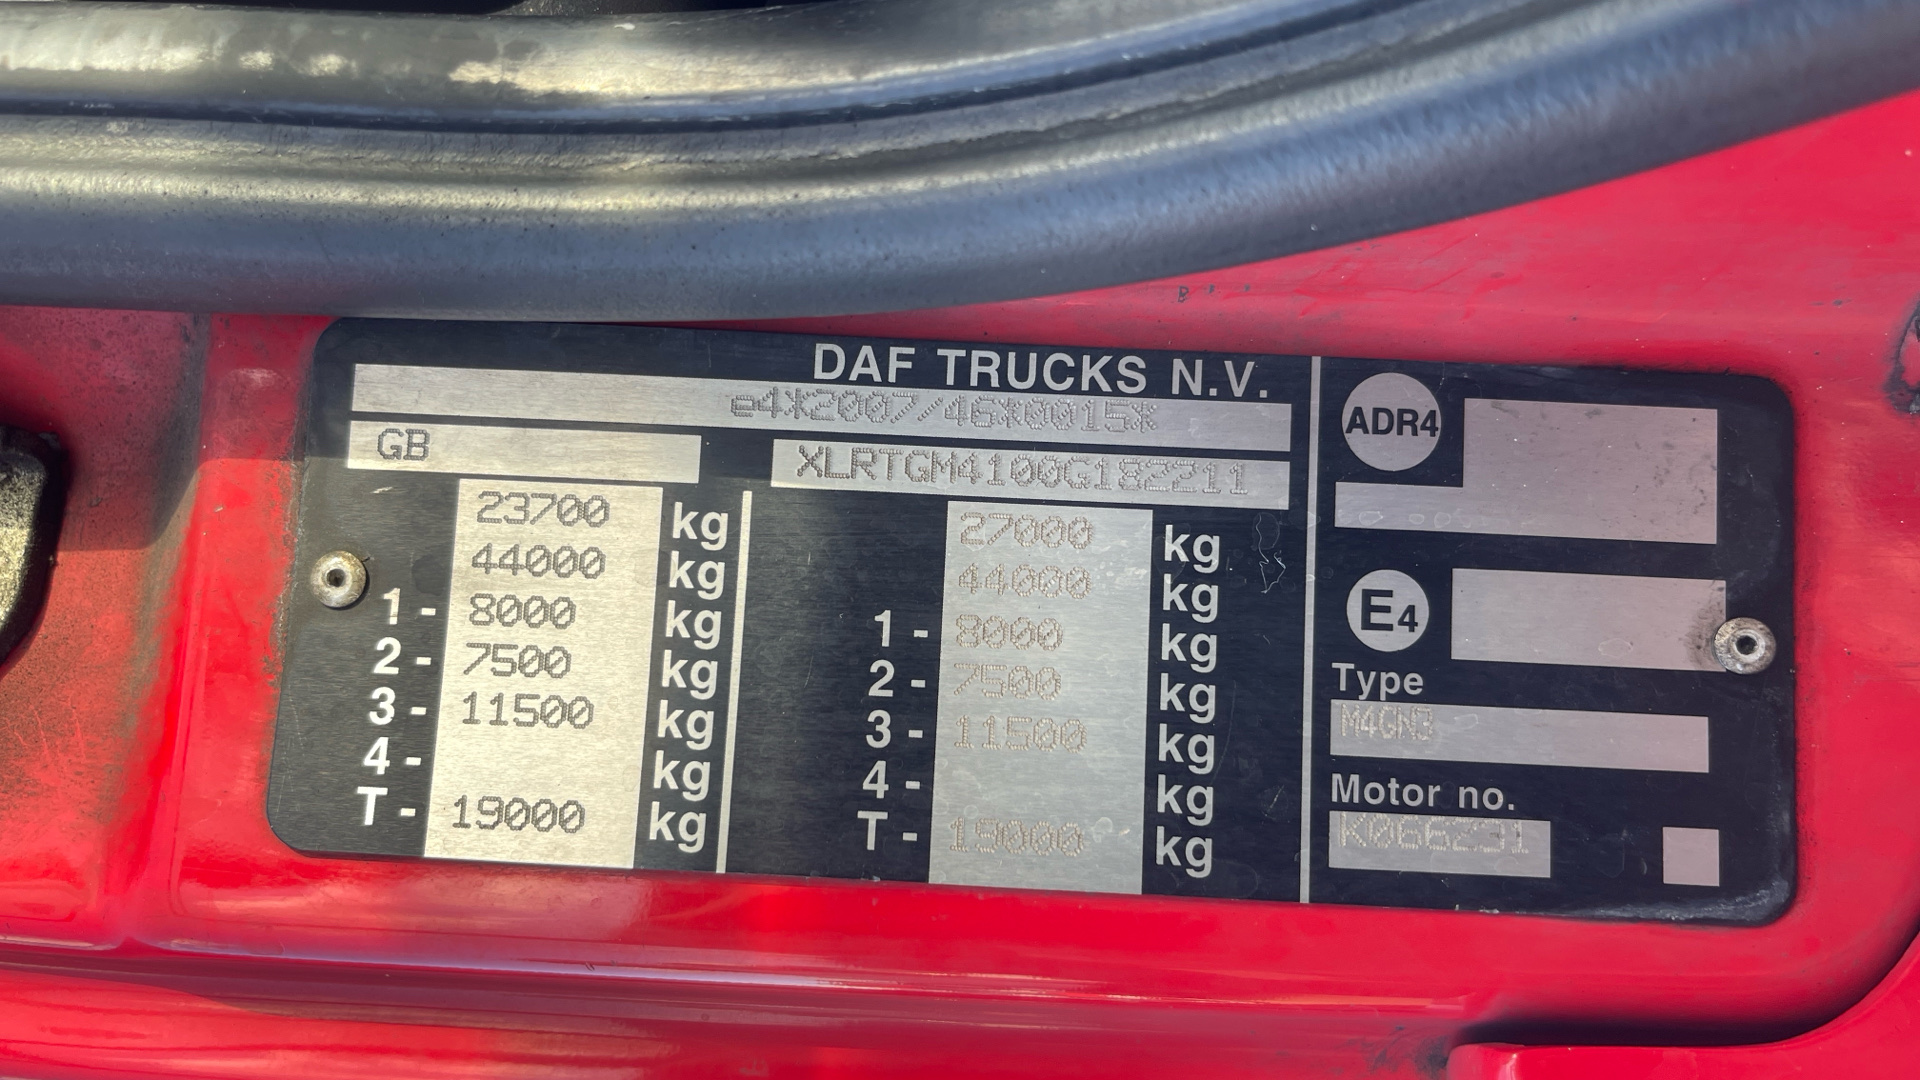 DAF TRUCKS N.V.
e4*2007/46*0015*
GB
XLRTGM4100G182211
23700 kg
44000 kg
1- 8000 kg
2- 7500 kg
3- 11500 kg
4- kg
T- 19000 kg
27000 kg
44000 kg
1- 8000 kg
2- 7500 kg
3- 11500 kg
4- kg
T- 19000 kg
ADR4
E4
Type
M4GN3
Motor no.
K066231